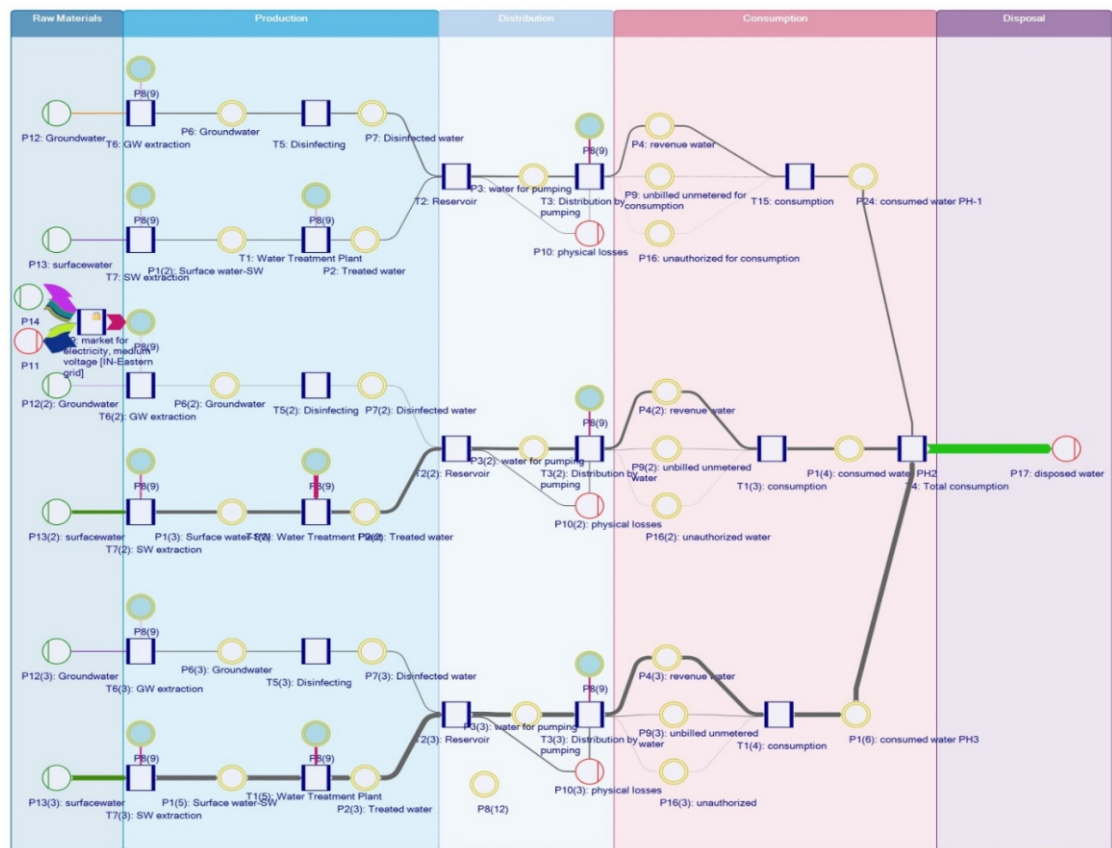 Raw Materials
Production
Distribution
Consumption
Disposal
P8(9)
P12: Groundwater
T6: GW extraction
P6: Groundwater
T5: Disinfecting
P7: Disinfected water
P8(9)
P4: revenue water
T2: Reservoir
P3: water for pumping
T3: Distribution by
pumping
P9: unbilled unmetered for
consumption
T15: consumption
P24: consumed water PH-1
P8(9)
P8(9)
P10: physical losses
P16: unauthorized for consumption
P13: surfacewater
T7: SW extraction
P1(2): Surface water-SW
T1: Water Treatment Plant
P2: Treated water
P14
P11
market for
electricity, medium
voltage [IN-Eastern
grid]
P8(9)
P12(2): Groundwater
T6(2): GW extraction
P6(2): Groundwater
T5(2): Disinfecting
P7(2): Disinfected water
P8(9)
P4(2): revenue water
T2(2): Reservoir
P3(2): water for pumping
T3(2): Distribution by
pumping
P9(2): unbilled unmetered
water
T1(3): consumption
P1(4): consumed water PH2
T4: Total consumption
P17: disposed water
P8(9)
P8(9)
P10(2): physical losses
P16(2): unauthorized water
P13(2): surfacewater
T7(2): SW extraction
P1(3): Surface water
Water Treatment
Treated water
P8(9)
P12(3): Groundwater
T6(3): GW extraction
P6(3): Groundwater
T5(3): Disinfecting
P7(3): Disinfected water
P8(9)
P4(3): revenue water
T2(3): Reservoir
P3(3): water for pumping
T3(3): Distribution by
pumping
P9(3): unbilled unmetered
water
T1(4): consumption
P1(6): consumed water PH3
P8(9)
P8(9)
P10(3): physical losses
P16(3): unauthorized
P13(3): surfacewater
T7(3): SW extraction
P1(5): Surface water-SW
T1(5): Water Treatment Plant
P2(3): Treated water
P8(12)